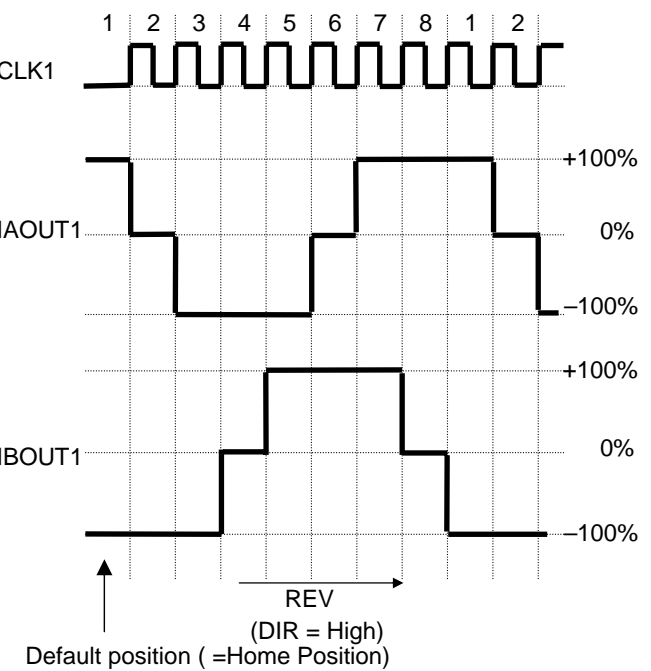 1 2 3 4 5 6 7 8 1 2
CLK1
+100%
IAOUT1
0%
–100%
+100%
IBOUT1
0%
–100%
REV
(DIR = High)
Default position ( =Home Position)